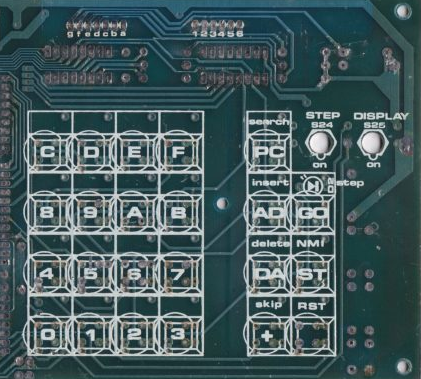 gfedcba 123456
STEP DISPLAY
search S24 S25
C D E F PC on on
insert step
8 9 A B AD GO
delete NMI
4 5 6 7 DA ST
skip RST
0 1 2 3 +